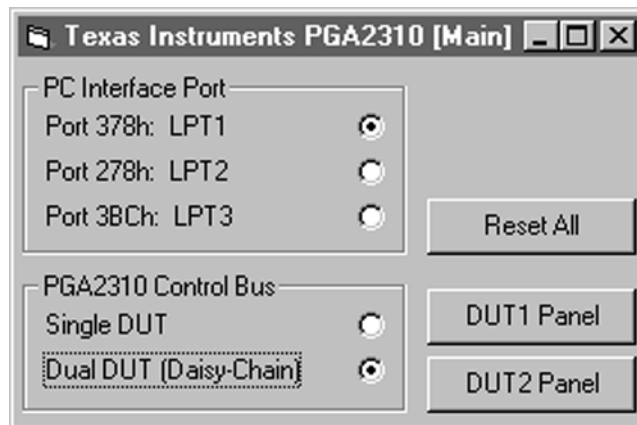 Texas Instruments PGA2310 [Main]
PC Interface Port
Port 378h: LPT1
Port 278h: LPT2
Port 3BCh: LPT3
Reset All
PGA2310 Control Bus
Single DUT
Dual DUT (Daisy-Chain)
DUT1 Panel
DUT2 Panel